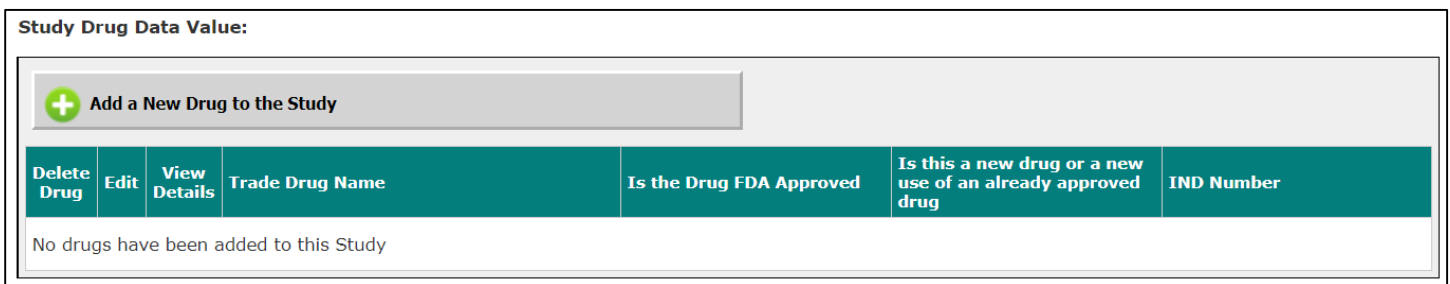 Study Drug Data Value:
Add a New Drug to the Study
Delete Drug
Edit
View Details
Trade Drug Name
Is the Drug FDA Approved
Is this a new drug or a new use of an already approved drug
IND Number
No drugs have been added to this Study